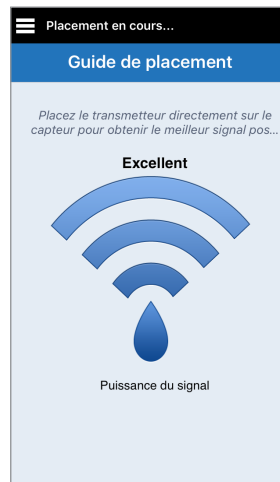 Placement en cours...
Guide de placement
Placez le transmetteur directement sur le
capteur pour obtenir le meilleur signal pos...
Excellent
Puissance du signal